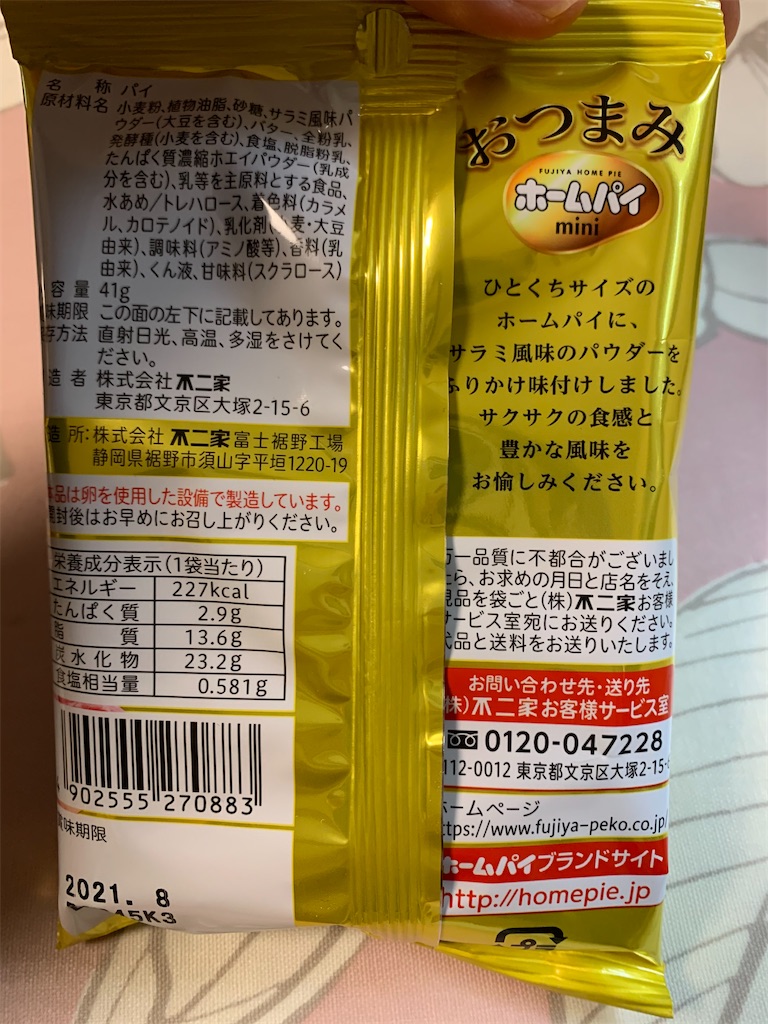 名称 パイ
原材料名 小麦粉、植物油脂、砂糖、サラミ風味パ
ウダー(大豆を含む)、バター、全粉乳、
発酵種(小麦を含む)、食塩、脱脂粉乳、
たんぱく質濃縮ホエイパウダー(乳成
分を含む)、乳等を主原料とする食品、
水あめ/トレハロース、着色料(カラメ
ル、カロテノイド)、乳化剤(小麦・大豆
由来)、調味料(アミノ酸等)、香料(乳
由来)、くん液、甘味料(スクラロース)
容量 41g
味期限 この面の左下に記載してあります。
存方法 直射日光、高温、多湿をさけてく
ださい。
造者 株式会社不二家
東京都文京区大塚2-15-6
造所:株式会社 不二家 富士裾野工場
静岡県裾野市須山字平垣1220-19
本品は卵を使用した設備で製造しています。
開封後はお早めにお召し上がりください。
栄養成分表示(1袋当たり)
エネルギー 227kcal
たんぱく質 2.9g
脂質 13.6g
炭水化物 23.2g
食塩相当量 0.581g
902555 270883
賞味期限
2021. 8
45K3
おつまみ
FUJIYA HOME PIE
ホームパイ
mini
ひとくちサイズの
ホームパイに、
サラミ風味のパウダーを
ふりかけ味付けしました。
サクサクの食感と
豊かな風味を
お愉しみください。
万一品質に不都合がございまし
たら、お求めの月日と店名をそえ、
現品を袋ごと(株)不二家お客様
サービス室宛にお送りください。
代品と送料をお送りいたします。
お問い合わせ先・送り先
株)不二家お客様サービス室
0120-047228
112-0012 東京都文京区大塚2-15-
ホームページ
ttps://www.fujiya-peko.co.jp/
ホームパイブランドサイト
http://homepie.jp